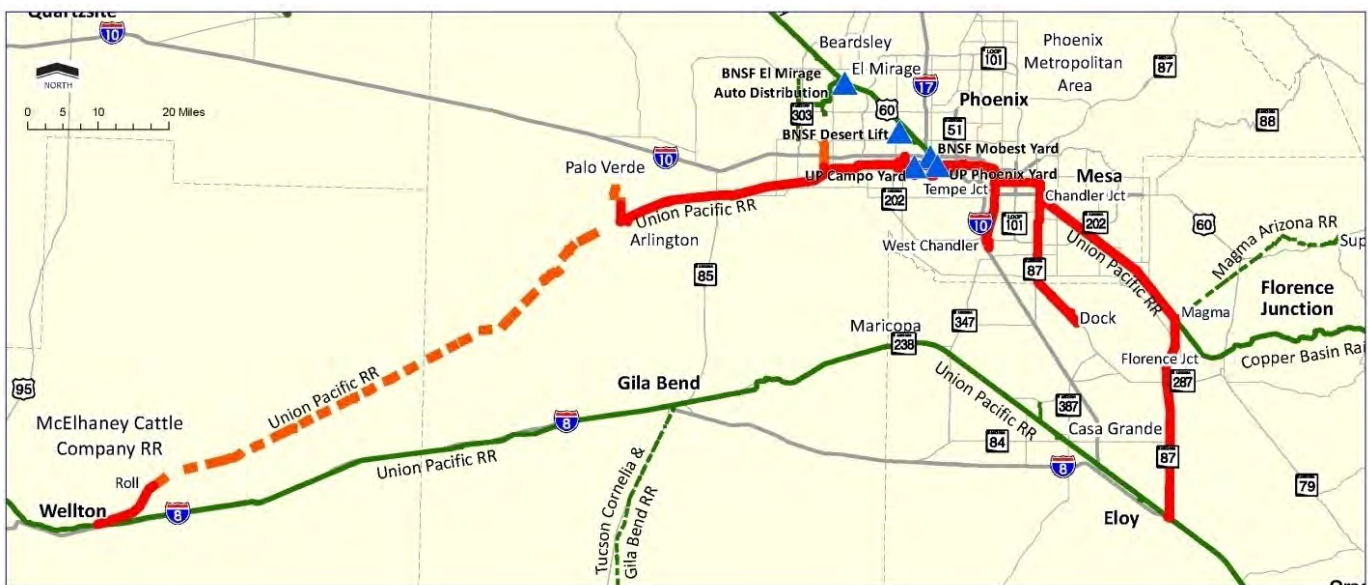 Quartzsite
10
NORTH
0 5 10 20 Miles
Beardsley
El Mirage
BNSF El Mirage
Auto Distribution
303
60
BNSF Desert Lift
17
LOOP
101
Phoenix
Metropolitan
Area
87
Phoenix
51
88
BNSF Mobest Yard
10
Palo Verde
UP Campo Yard
UP Phoenix Yard
Tempe Jct
Mesa
Chandler Jct
202
Union Pacific RR
Arlington
10
LOOP
101
202
60
West Chandler
Union Pacific RR
Magma Arizona RR
Sup
85
87
Florence
Junction
Dock
Magma
347
Maricopa
238
Florence Jct
Copper Basin Rai
287
95
Union Pacific RR
Gila Bend
Union Pacific RR
387
McElhaney Cattle
Company RR
8
84
Casa Grande
Union Pacific RR
8
87
Roll
79
Wellton
8
Tucson Cornelia &
Gila Bend RR
Eloy